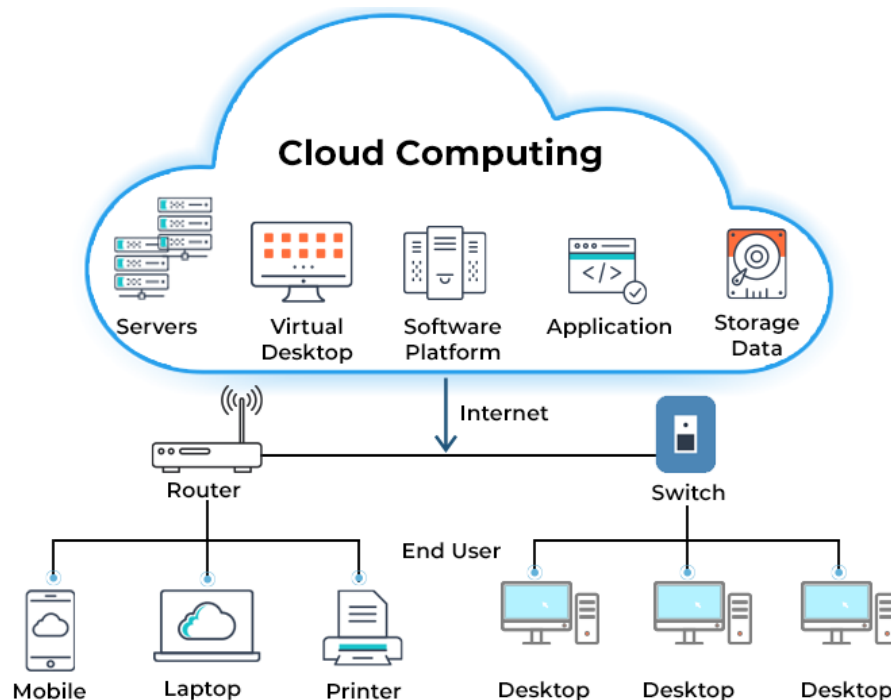 Cloud Computing
Servers
Virtual
Desktop
Software
Platform
Application
Storage
Data
Internet
Router
Switch
End User
Mobile
Laptop
Printer
Desktop
Desktop
Desktop